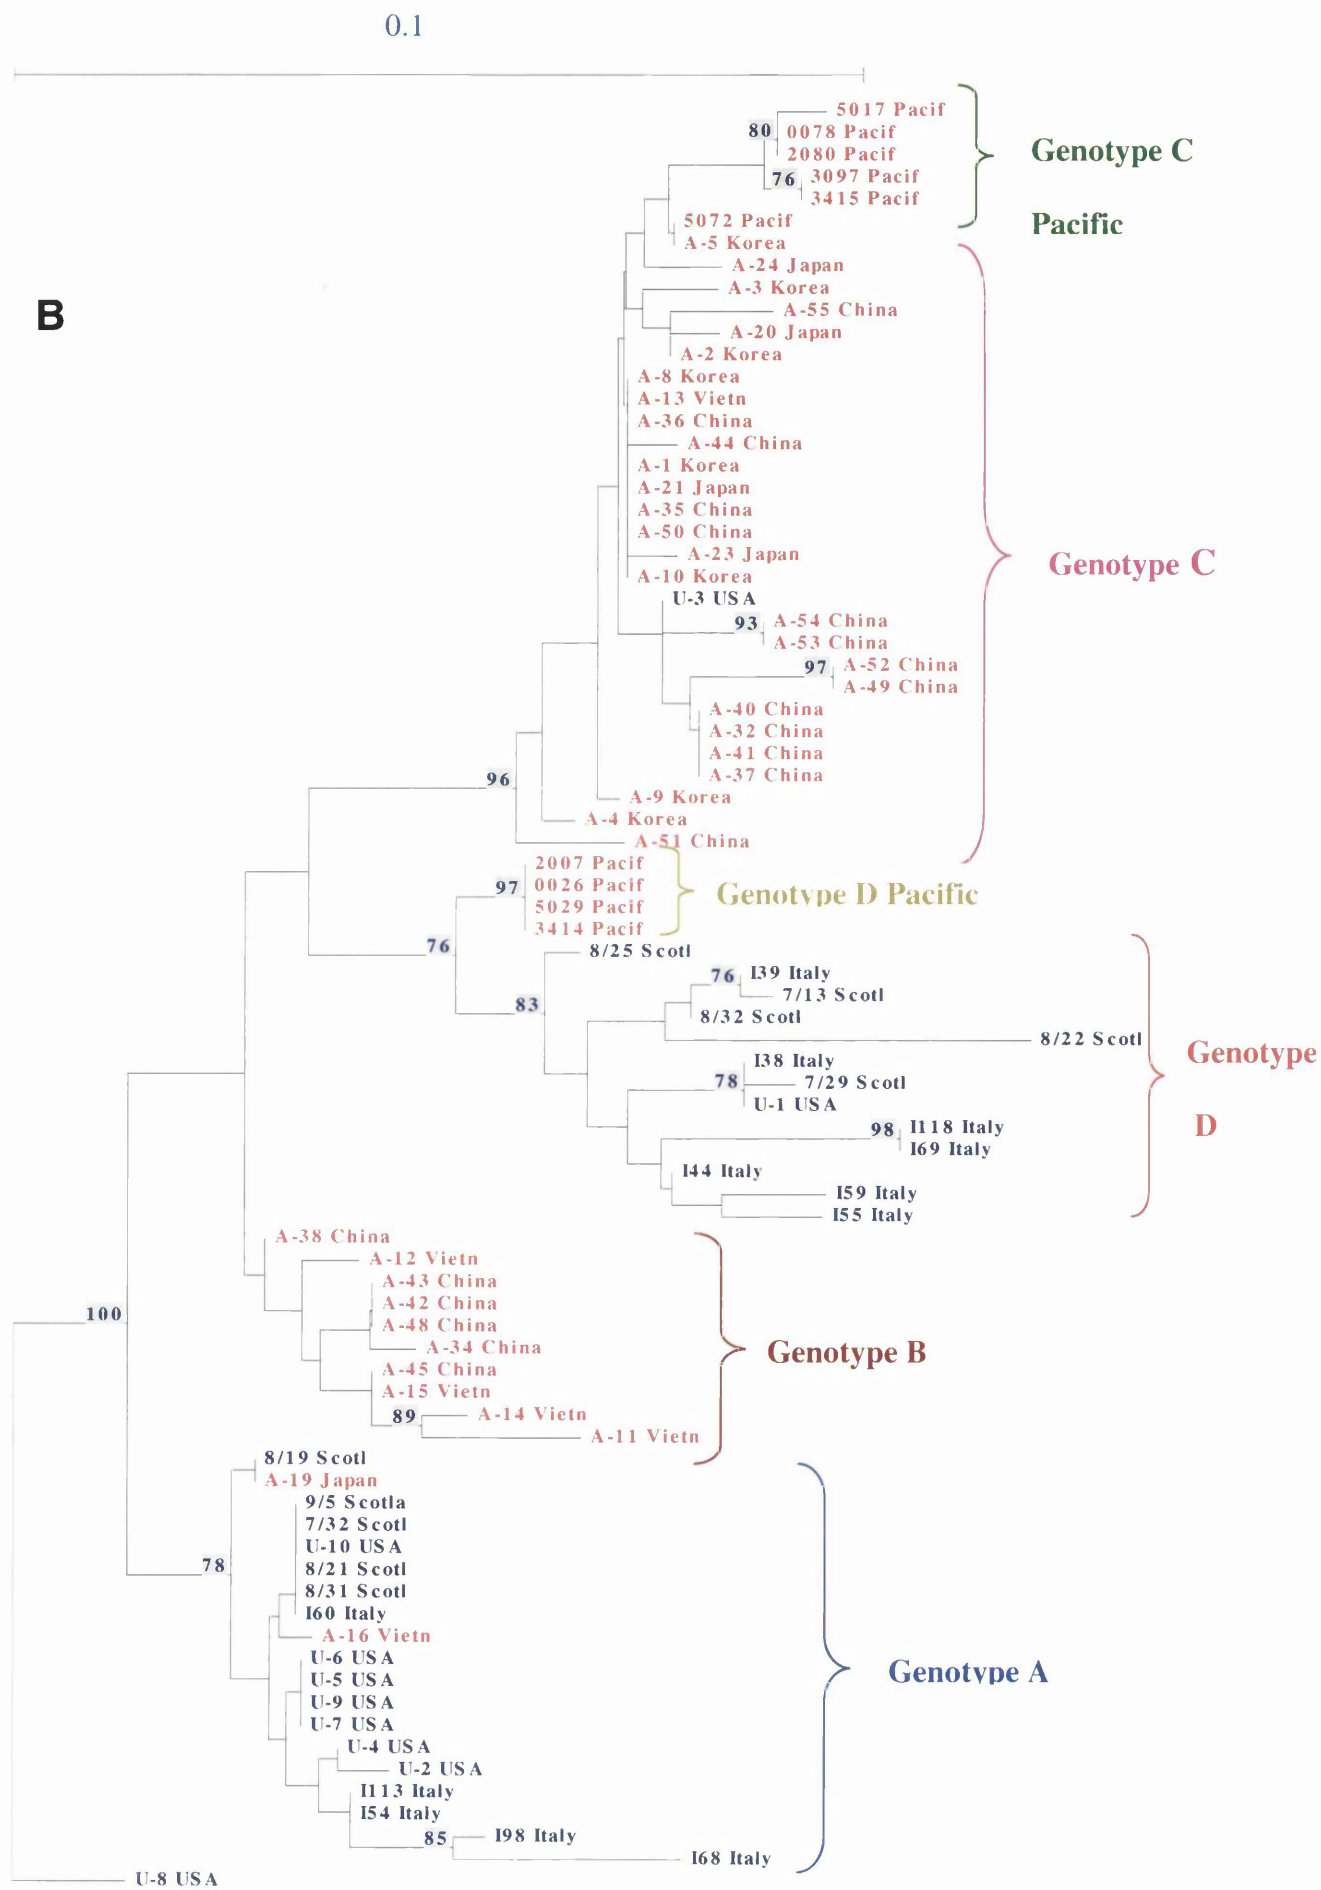 0.1
B
5017 Pacif
80
0078 Pacif
2080 Pacif
76
3097 Pacif
3415 Pacif
Genotype C
Pacific
5072 Pacif
A-5 Korea
A-24 Japan
A-3 Korea
A-55 China
A-20 Japan
A-2 Korea
A-8 Korea
A-13 Vietn
A-36 China
A-44 China
A-1 Korea
A-21 Japan
A-35 China
A-50 China
A-23 Japan
A-10 Korea
Genotype C
U-3 USA
93
A-54 China
A-53 China
97
A-52 China
A-49 China
A-40 China
A-32 China
A-41 China
A-37 China
96
A-9 Korea
A-4 Korea
A-51 China
2007 Pacif
97
0026 Pacif
5029 Pacif
3414 Pacif
Genotype D Pacific
76
8/25 Scotl
83
76
I39 Italy
7/13 Scotl
8/32 Scotl
8/22 Scotl
I38 Italy
78
7/29 Scotl
U-1 USA
98
I118 Italy
I69 Italy
I44 Italy
I59 Italy
I55 Italy
Genotype
D
A-38 China
A-12 Vietn
A-43 China
A-42 China
A-48 China
A-34 China
A-45 China
A-15 Vietn
89
A-14 Vietn
A-11 Vietn
Genotype B
100
8/19 Scotl
A-19 Japan
9/5 Scotla
7/32 Scotl
U-10 USA
78
8/21 Scotl
8/31 Scotl
I60 Italy
A-16 Vietn
U-6 USA
U-5 USA
U-9 USA
U-7 USA
U-4 USA
U-2 USA
I113 Italy
I54 Italy
85
I98 Italy
I68 Italy
Genotype A
U-8 USA